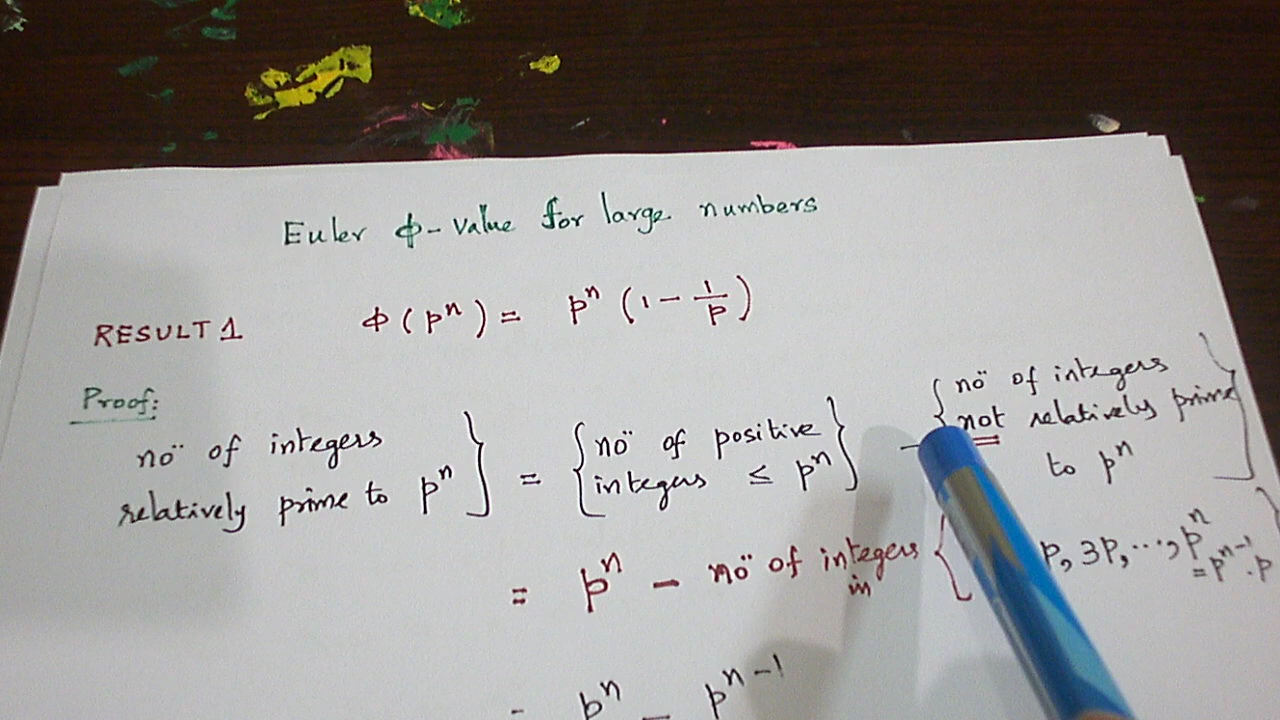 Euler ϕ- value for large numbers
RESULT 1 ϕ(pⁿ) = pⁿ (1 - 1/p)
Proof:
no of integers relatively prime to pⁿ } = { no of positive integers ≤ pⁿ } - { no of integers not relatively prime to pⁿ }
= pⁿ - no of integers in { p, 3p, ..., pⁿ = pⁿ⁻¹ . p }
= pⁿ - pⁿ⁻¹